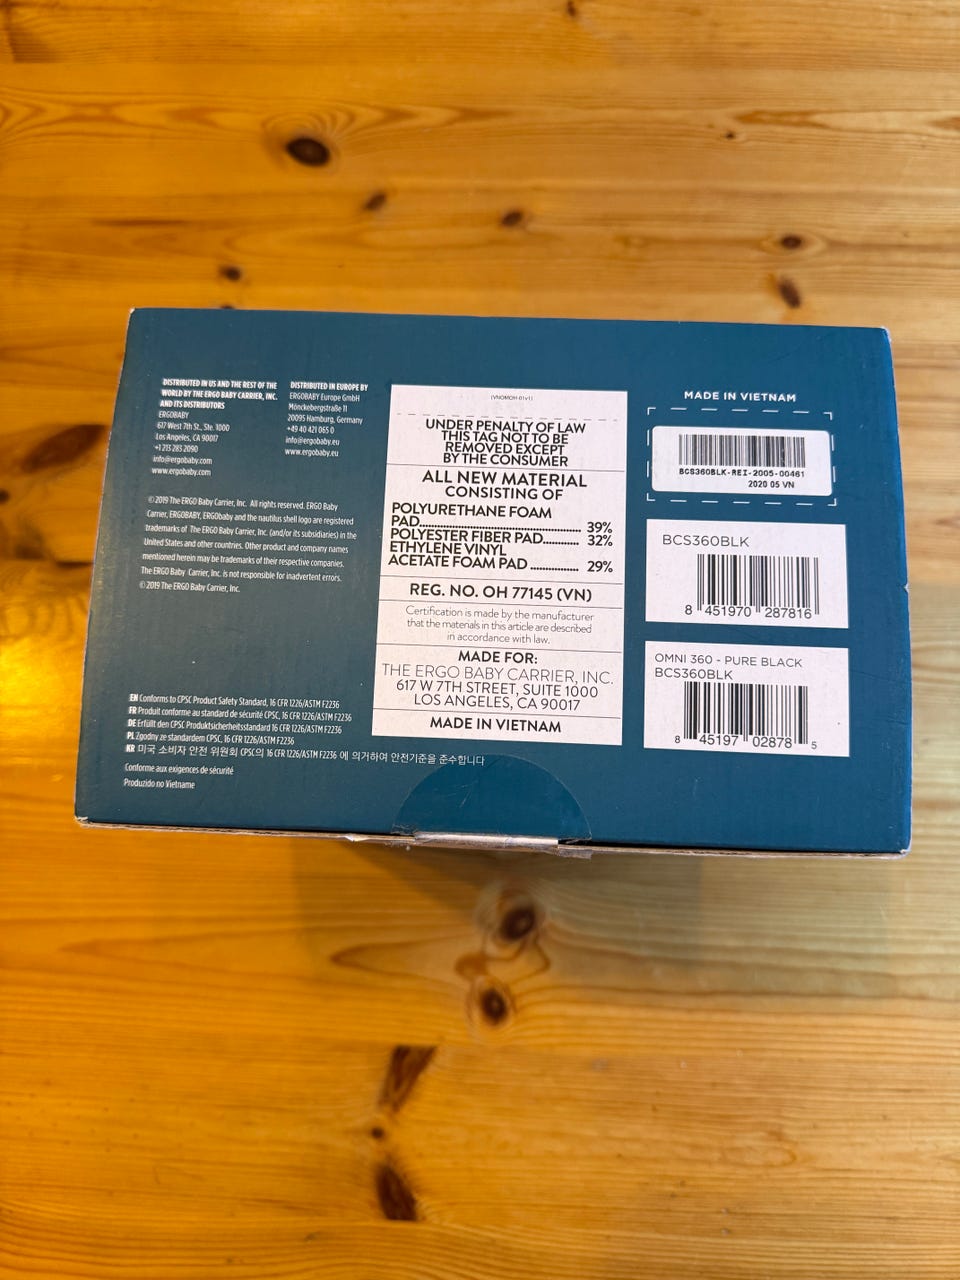 DISTRIBUTED IN US AND THE REST OF THE
WORLD BY THE ERGO BABY CARRIER, INC.
AND ITS DISTRIBUTORS
ERGOBABY
617 West 7th St., Ste. 1000
Los Angeles, CA 90017
+1 213 283 2090
info@ergobaby.com
www.ergobaby.com
DISTRIBUTED IN EUROPE BY
ERGOBABY Europe GmbH
Mönckebergstraße 11
20095 Hamburg, Germany
+49 40 421 065 0
info@ergobaby.eu
www.ergobaby.eu
©2019 The ERGO Baby Carrier, Inc. All rights reserved. ERGO Baby
Carrier, ERGOBABY, ERGObaby and the nautilus shell logo are registered
trademarks of The ERGO Baby Carrier, Inc. (and/or its subsidiaries) in the
United States and other countries. Other product and company names
mentioned herein may be trademarks of their respective companies.
The ERGO Baby Carrier, Inc. is not responsible for inadvertent errors.
©2019 The ERGO Baby Carrier, Inc.
EN Conforms to CPSC Product Safety Standard, 16 CFR 1226/ASTM F2236
FR Produit conforme au standard de sécurité CPSC, 16 CFR 1226/ASTM F2236
DE Erfüllt den CPSC Produktsicherheitsstandard 16 CFR 1226/ASTM F2236
PL Zgodny ze standardem CPSC, 16 CFR 1226/ASTM F2236
KR 미국 소비자 안전 위원회 CPSC의 16 CFR 1226/ASTM F2236 에 의거하여 안전기준을 준수합니다
Conforme aux exigences de sécurité
Produzido no Vietname
(VNOMOH-01v1)
UNDER PENALTY OF LAW
THIS TAG NOT TO BE
REMOVED EXCEPT
BY THE CONSUMER
ALL NEW MATERIAL
CONSISTING OF
POLYURETHANE FOAM
PAD.................................... 39%
POLYESTER FIBER PAD............ 32%
ETHYLENE VINYL
ACETATE FOAM PAD ................ 29%
REG. NO. OH 77145 (VN)
Certification is made by the manufacturer
that the materials in this article are described
in accordance with law.
MADE FOR:
THE ERGO BABY CARRIER, INC.
617 W 7TH STREET, SUITE 1000
LOS ANGELES, CA 90017
MADE IN VIETNAM
MADE IN VIETNAM
BCS360BLK-REI-2005-00461
2020 05 VN
BCS360BLK
8 451970 287816
OMNI 360 - PURE BLACK
BCS360BLK
8 45197 02878 5